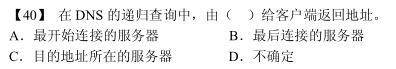 【40】 在 DNS 的递归查询中，由（ ）给客户端返回地址。
A．最开始连接的服务器 B．最后连接的服务器
C．目的地址所在的服务器 D．不确定